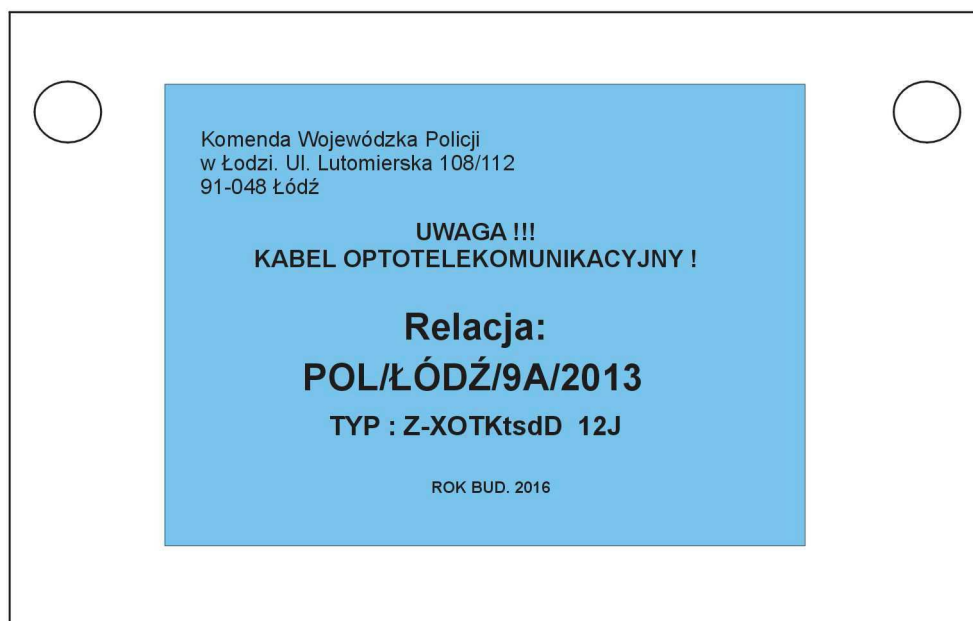 Komenda Wojewódzka Policji
w Łodzi. Ul. Lutomierska 108/112
91-048 Łódź
UWAGA !!!
KABEL OPTOTELEKOMUNIKACYJNY !
Relacja:
POL/ŁÓDŹ/9A/2013
TYP : Z-XOTKtsdD 12J
ROK BUD. 2016